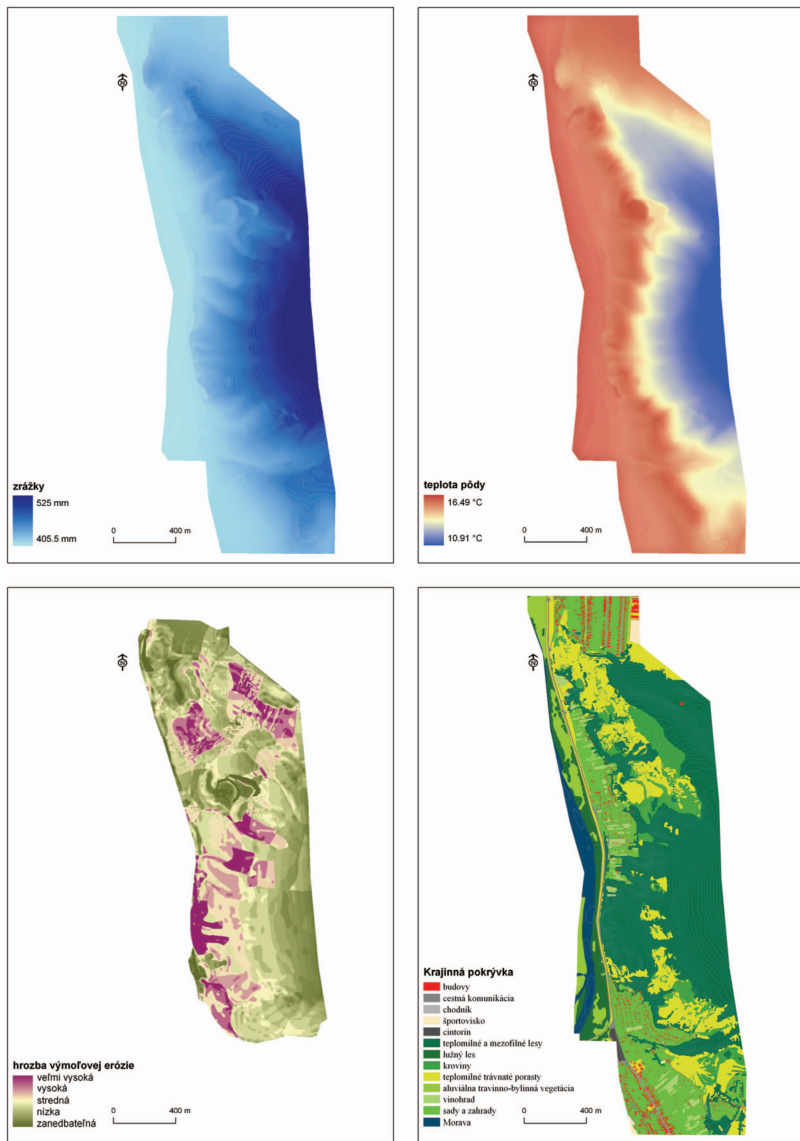 zrážky
525 mm
405.5 mm
0 400 m
teplota pôdy
16.49 °C
10.91 °C
0 400 m
hrozba výmoľovej erózie
veľmi vysoká
vysoká
stredná
nízka
zanedbateľná
0 400 m
Krajinná pokrývka
budovy
cestná komunikácia
chodník
športovisko
cintorín
teplomilné a mezofilné lesy
lužný les
kroviny
teplomilné trávnaté porasty
aluviálna travinno-bylinná vegetácia
vinohrad
sady a zahrady
Morava
0 400 m